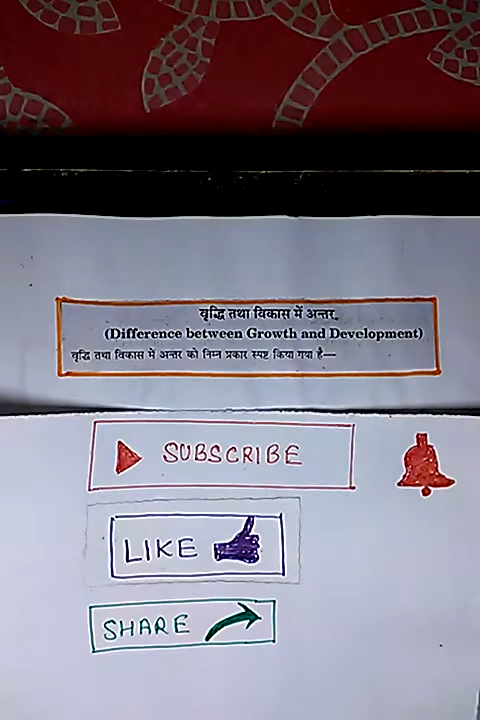 वृद्धि तथा विकास में अन्तर
(Difference between Growth and Development)
वृद्धि तथा विकास में अन्तर को निम्न प्रकार स्पष्ट किया गया है—
SUBSCRIBE
LIKE
SHARE